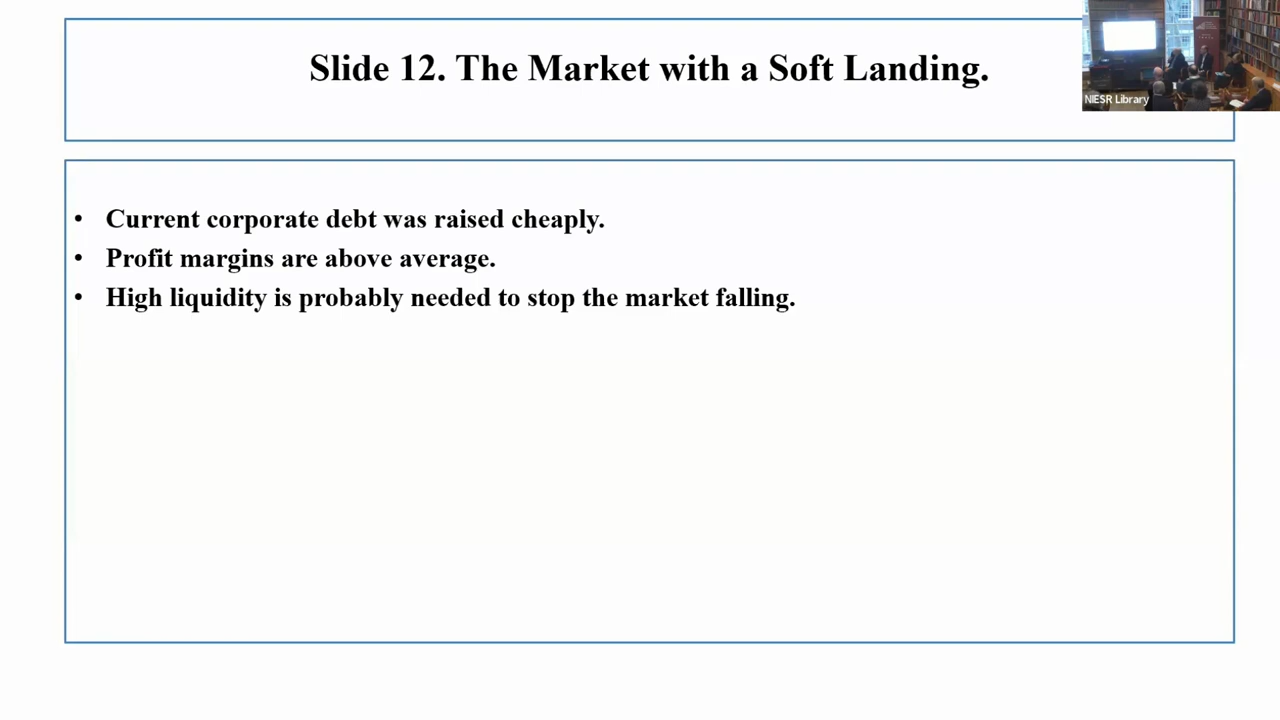 Slide 12. The Market with a Soft Landing.
NIESR Library
• Current corporate debt was raised cheaply.
• Profit margins are above average.
• High liquidity is probably needed to stop the market falling.